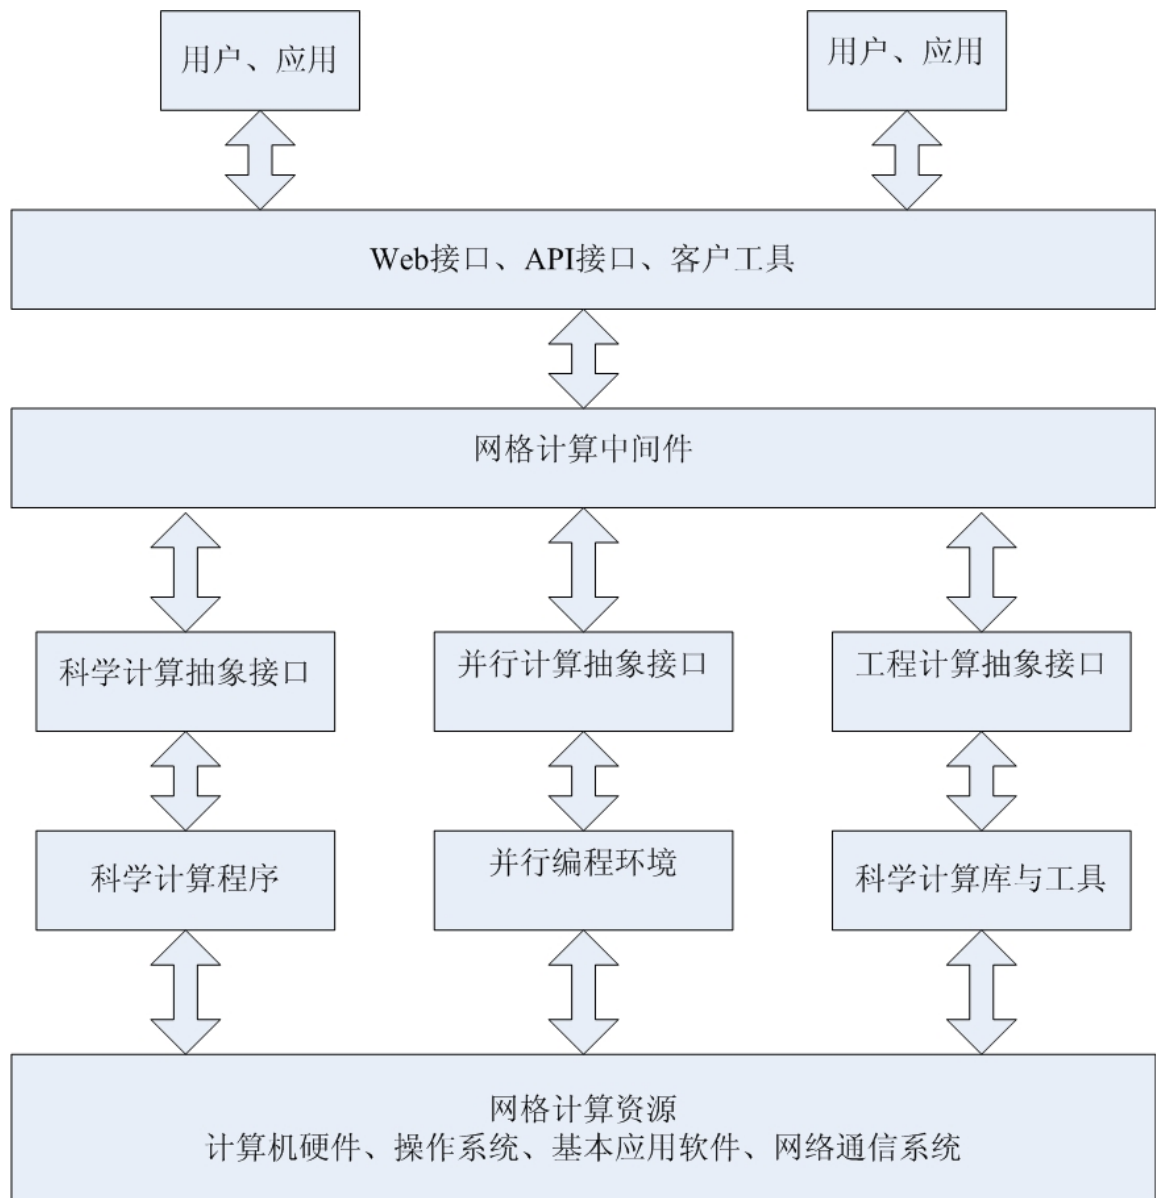 用户、应用
用户、应用
Web接口、API接口、客户工具
网格计算中间件
科学计算抽象接口
并行计算抽象接口
工程计算抽象接口
科学计算程序
并行编程环境
科学计算库与工具
网格计算资源
计算机硬件、操作系统、基本应用软件、网络通信系统